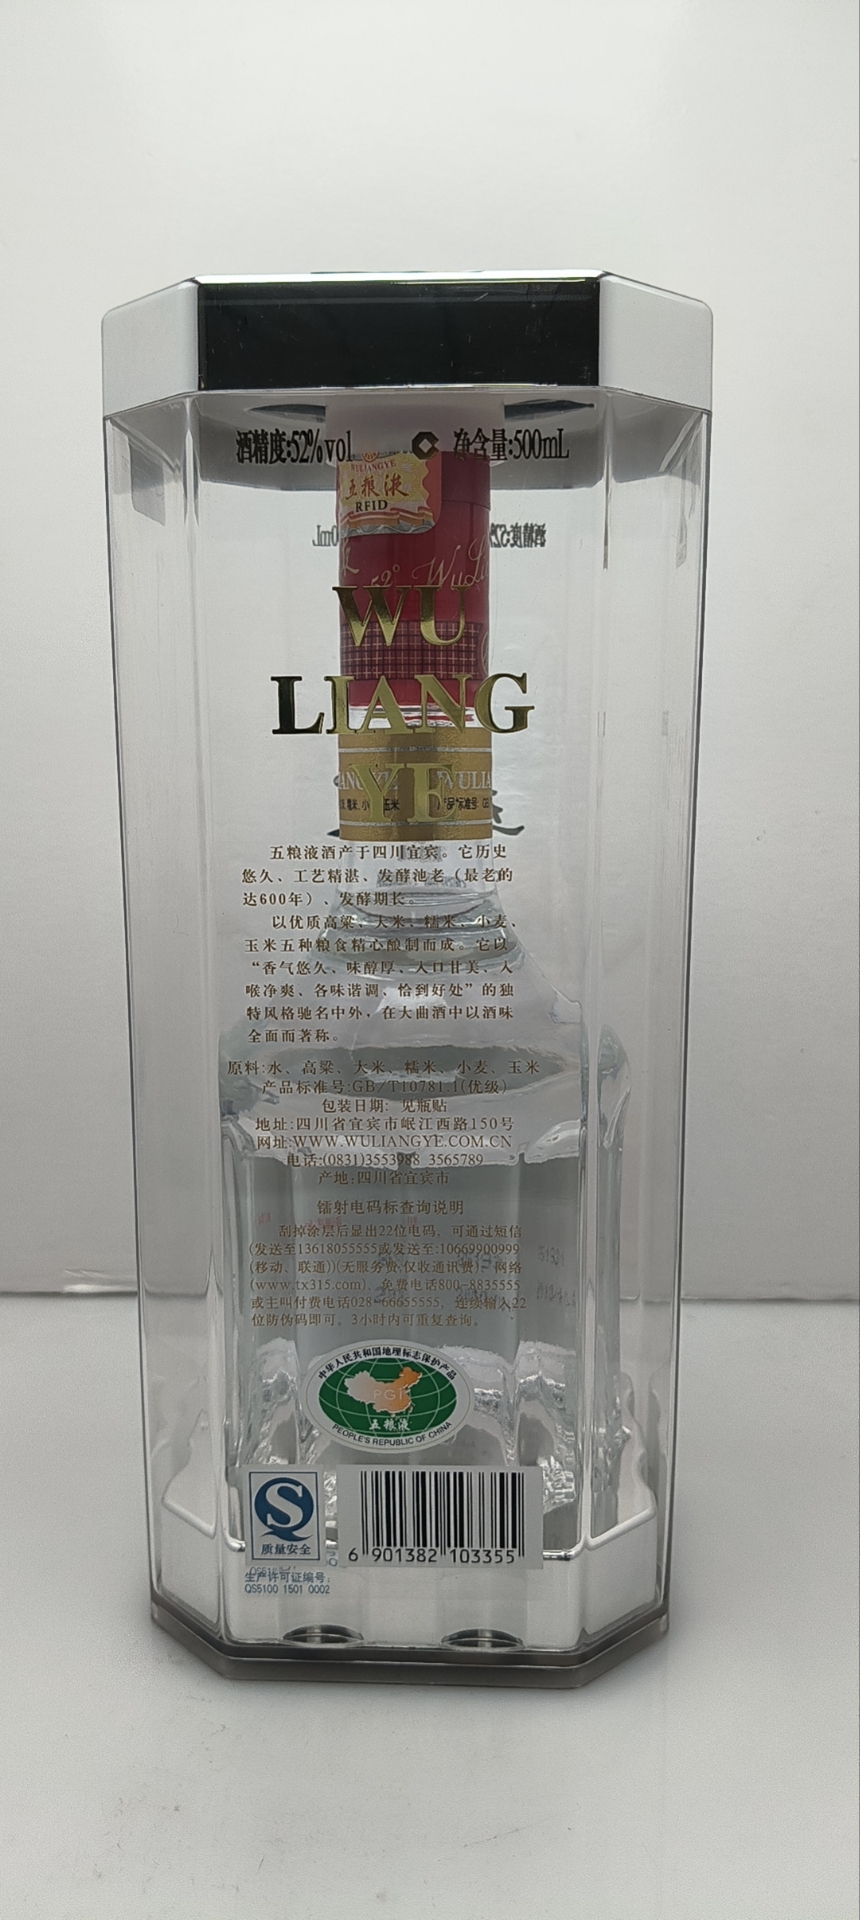 酒精度:52%vol 净含量:500mL
WULIANGYE
五粮液
RFID
52° WuLi
WU
LIANG
YE
五粮液酒产于四川宜宾。它历史
悠久、工艺精湛、发酵池老（最老的
达600年）、发酵期长。
以优质高粱、大米、糯米、小麦、
玉米五种粮食精心酿制而成。它以
“香气悠久、味醇厚、入口甘美、入
喉净爽、各味谐调、恰到好处”的独
特风格驰名中外，在大曲酒中以酒味
全面而著称。
原料:水、高粱、大米、糯米、小麦、玉米
产品标准号:GB/T10781.1(优级)
包装日期: 见瓶贴
地址:四川省宜宾市岷江西路150号
网址:WWW.WULIANGYE.COM.CN
电话:(0831)3553988 3565789
产地:四川省宜宾市
镭射电码标查询说明
刮掉涂层后显出22位电码，可通过短信
(发送至13618055555或发送至:10669900999
(移动、联通))(无服务费,仅收通讯费)、网络
(www.tx315.com)、免费电话800-8835555
或主叫付费电话028-66655555，连续输入22
位防伪码即可，3小时内可重复查询。
中华人民共和国地理标志保护产品
PGI
五粮液
PEOPLE'S REPUBLIC OF CHINA
质量安全
6 901382 103355
生产许可证编号:
QS5100 1501 0002